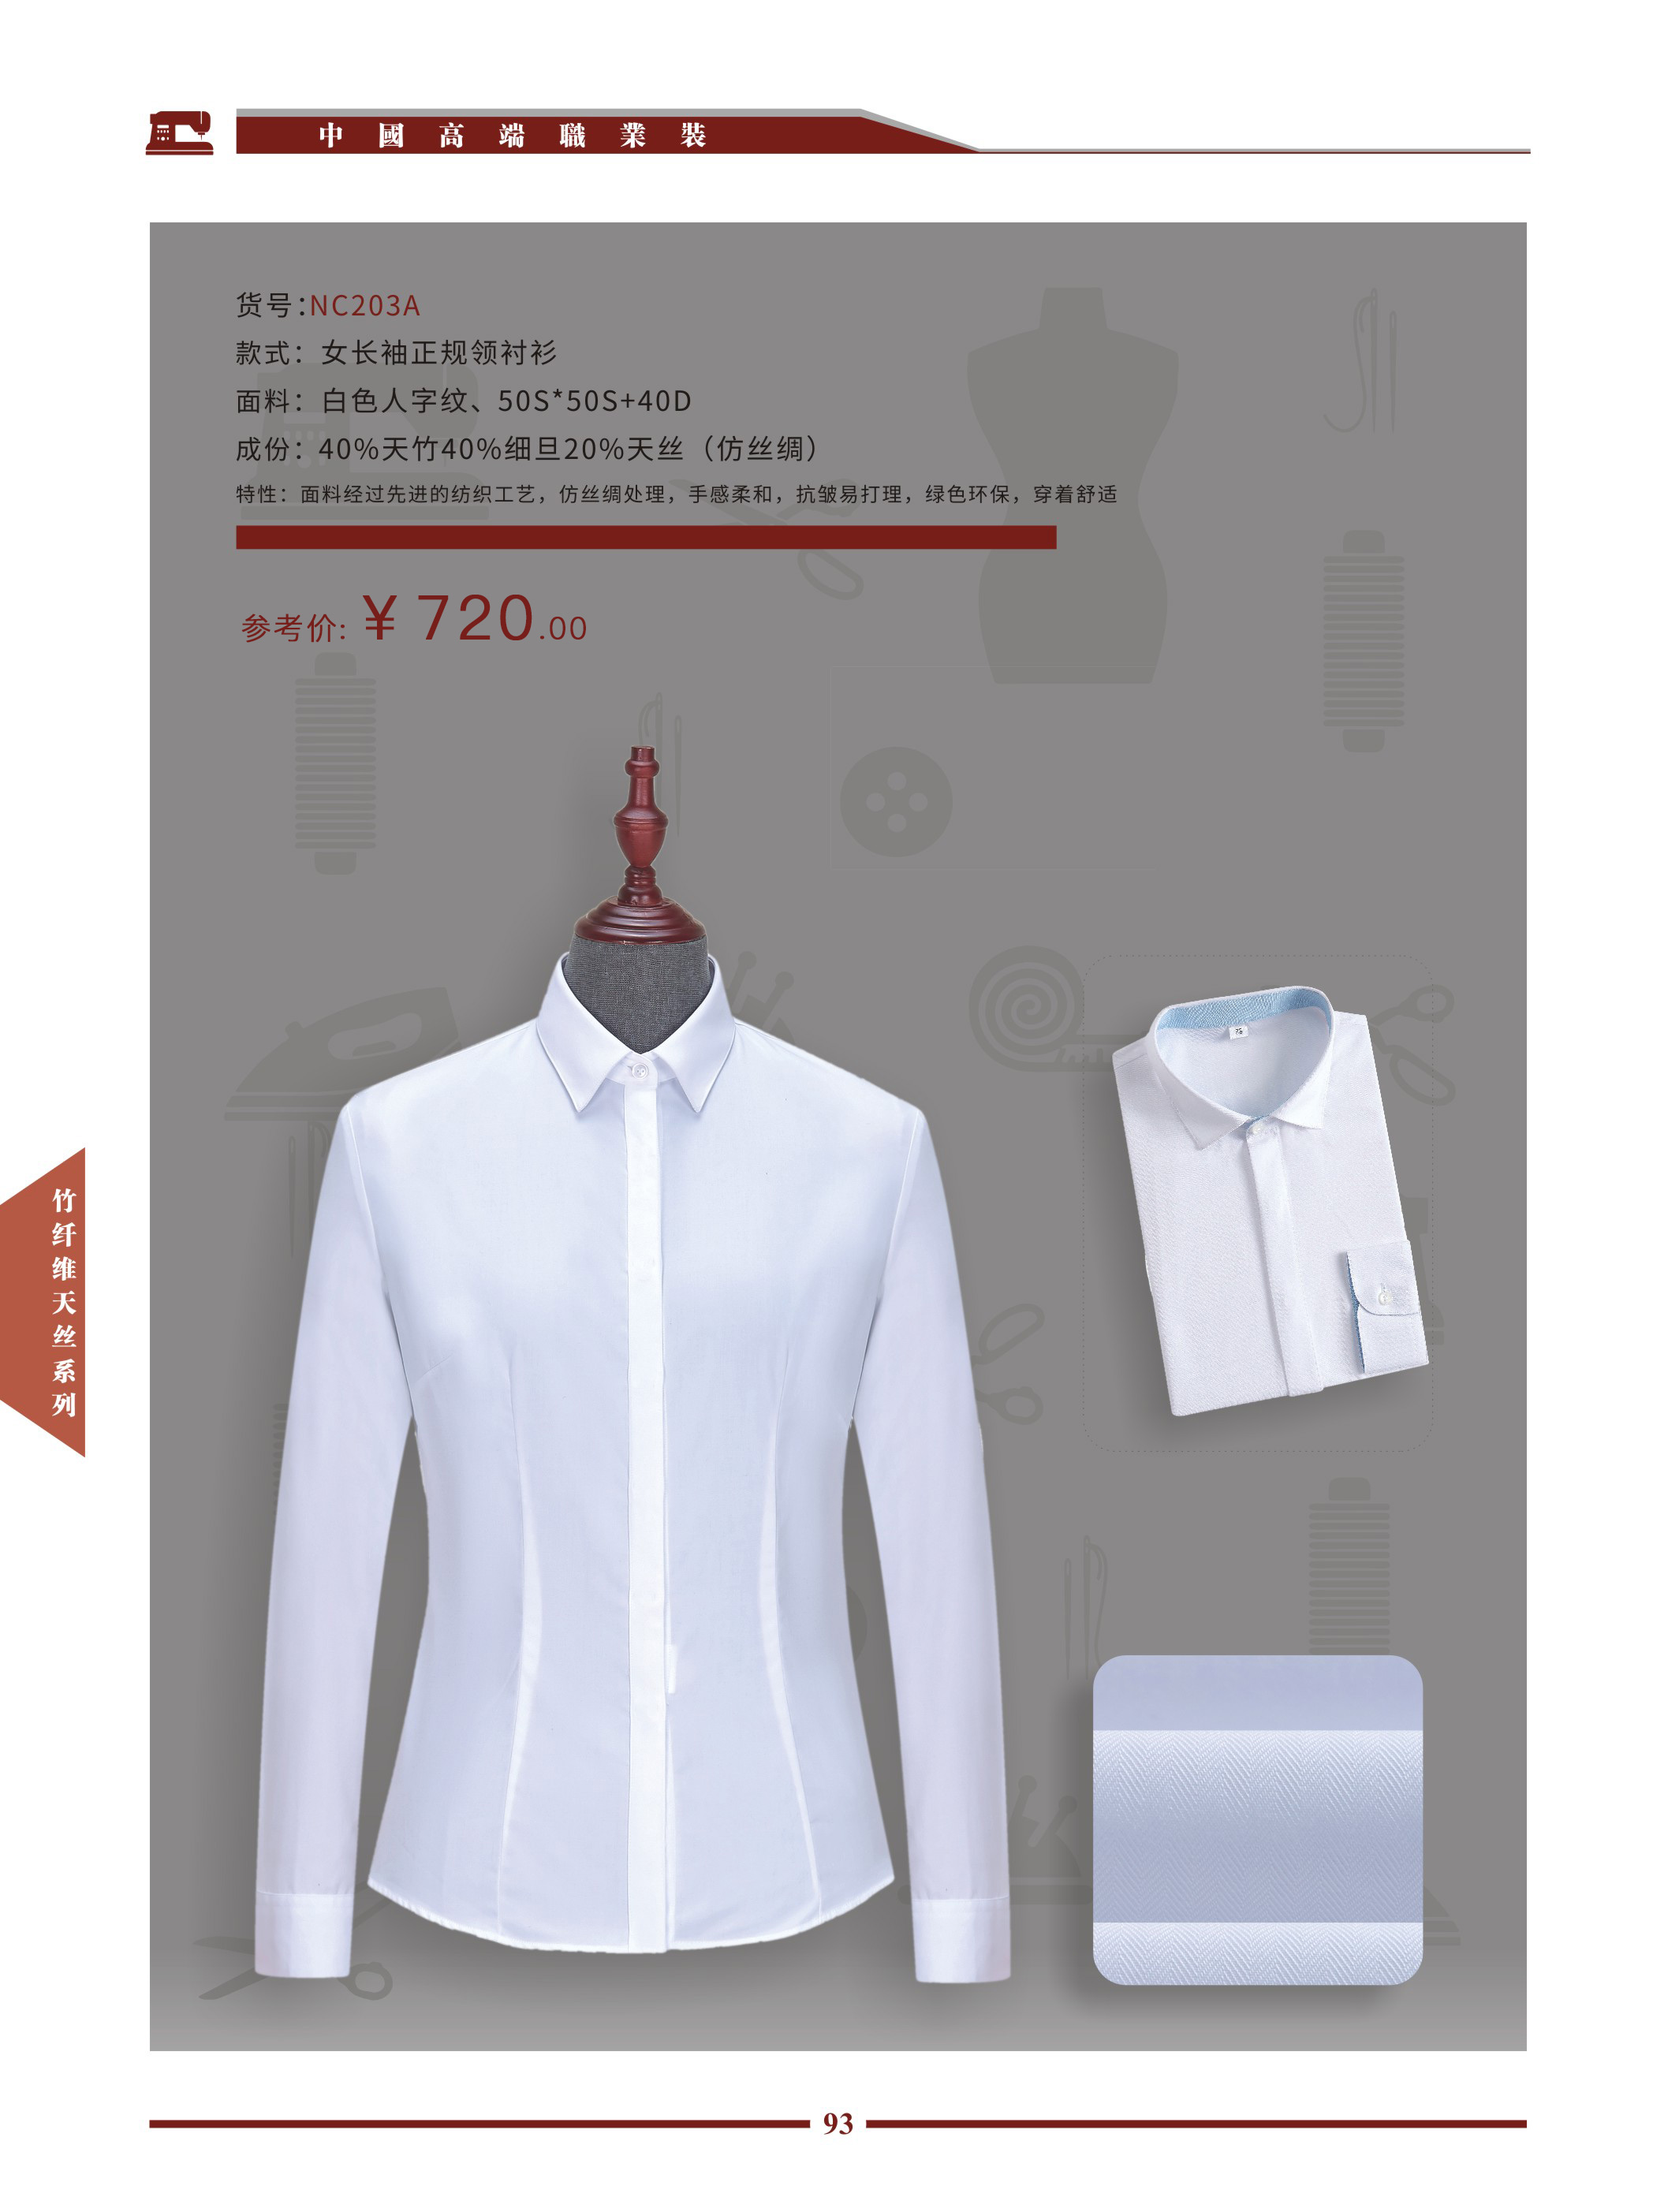 中國高端職業裝
货号:NC203A
款式：女长袖正规领衬衫
面料：白色人字纹、50S*50S+40D
成份：40%天竹40%细旦20%天丝（仿丝绸）
特性：面料经过先进的纺织工艺，仿丝绸处理，手感柔和，抗皱易打理，绿色环保，穿着舒适
参考价:￥720.00
竹纤维天丝系列
93